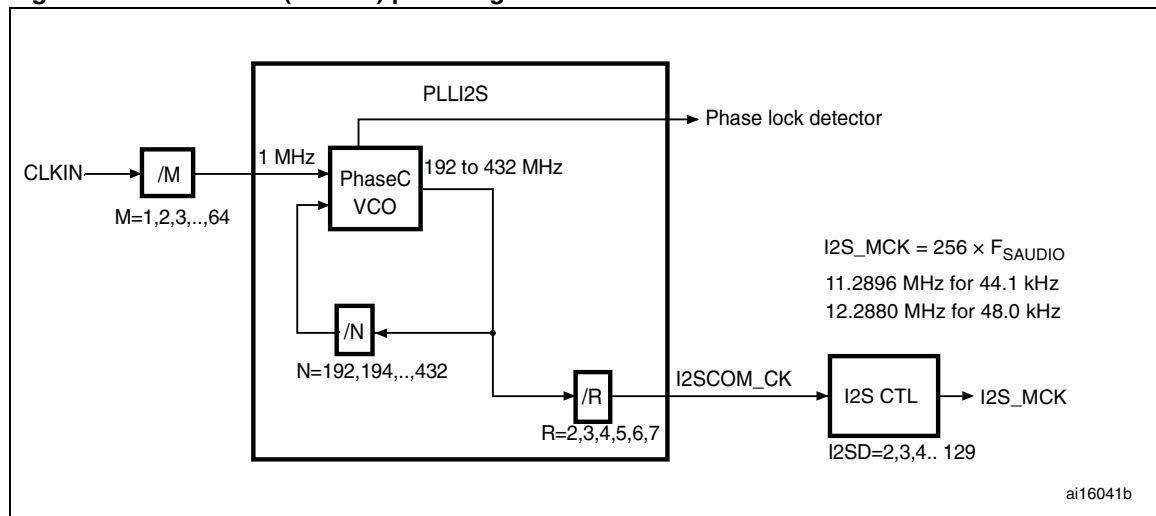 PLLI2S
Phase lock detector
CLKIN
/M
1 MHz
PhaseC
VCO
192 to 432 MHz
M=1,2,3,..,64
I2S_MCK = 256 × FSAUDIO
11.2896 MHz for 44.1 kHz
12.2880 MHz for 48.0 kHz
/N
N=192,194,..,432
/R
R=2,3,4,5,6,7
I2SCOM_CK
I2S CTL
I2S_MCK
I2SD=2,3,4.. 129
ai16041b